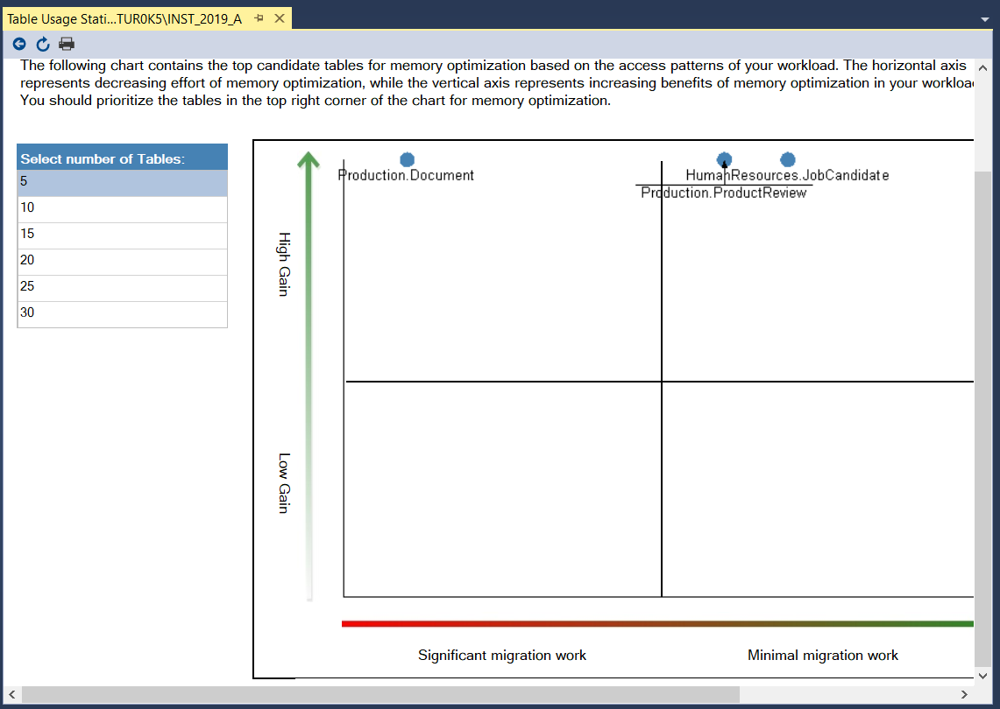 Table Usage Stati...TUR0K5\INST_2019_A
The following chart contains the top candidate tables for memory optimization based on the access patterns of your workload. The horizontal axis
represents decreasing effort of memory optimization, while the vertical axis represents increasing benefits of memory optimization in your workloa
You should prioritize the tables in the top right corner of the chart for memory optimization.
Select number of Tables:
5
10
15
20
25
30
High Gain
Low Gain
Production.Document
HumanResources.JobCandidate
Production.ProductReview
Significant migration work
Minimal migration work